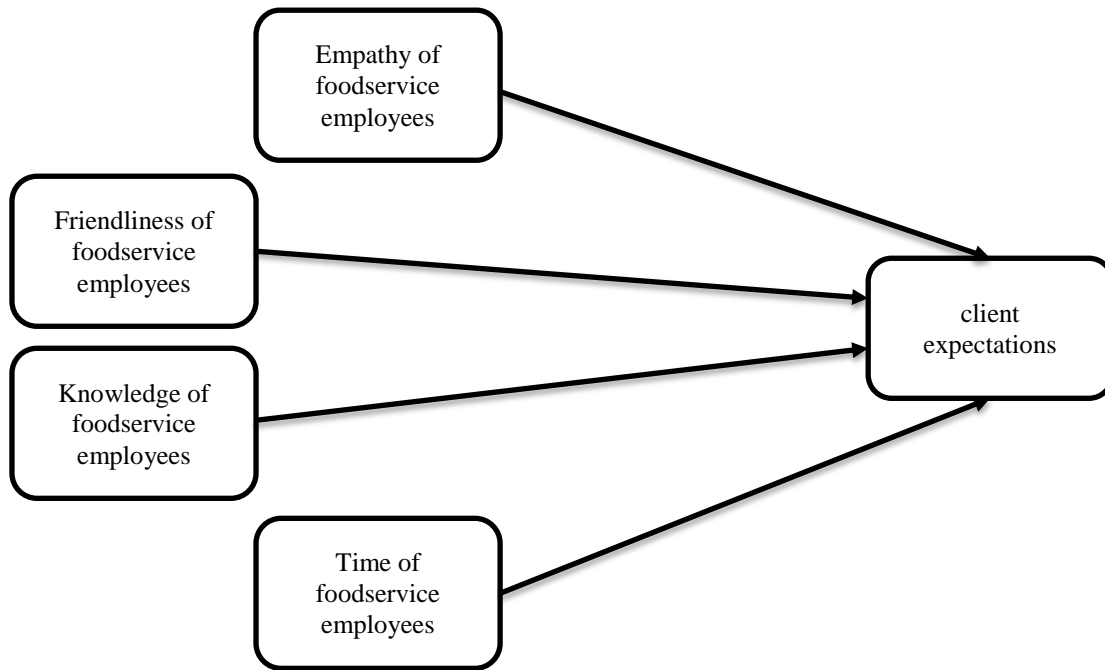 Empathy of
foodservice
employees
Friendliness of
foodservice
employees
Knowledge of
foodservice
employees
Time of
foodservice
employees
client
expectations